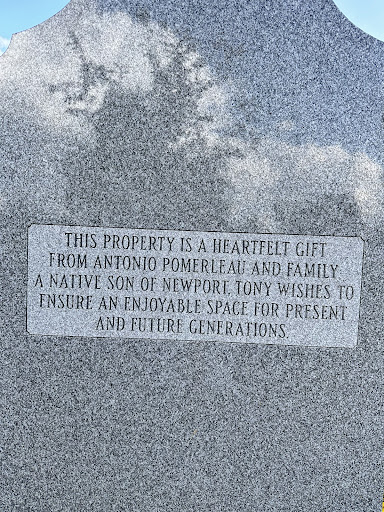 THIS PROPERTY IS A HEARTFELT GIFT
FROM ANTONIO POMERLEAU AND FAMILY
A NATIVE SON OF NEWPORT, TONY WISHES TO
ENSURE AN ENJOYABLE SPACE FOR PRESENT
AND FUTURE GENERATIONS.